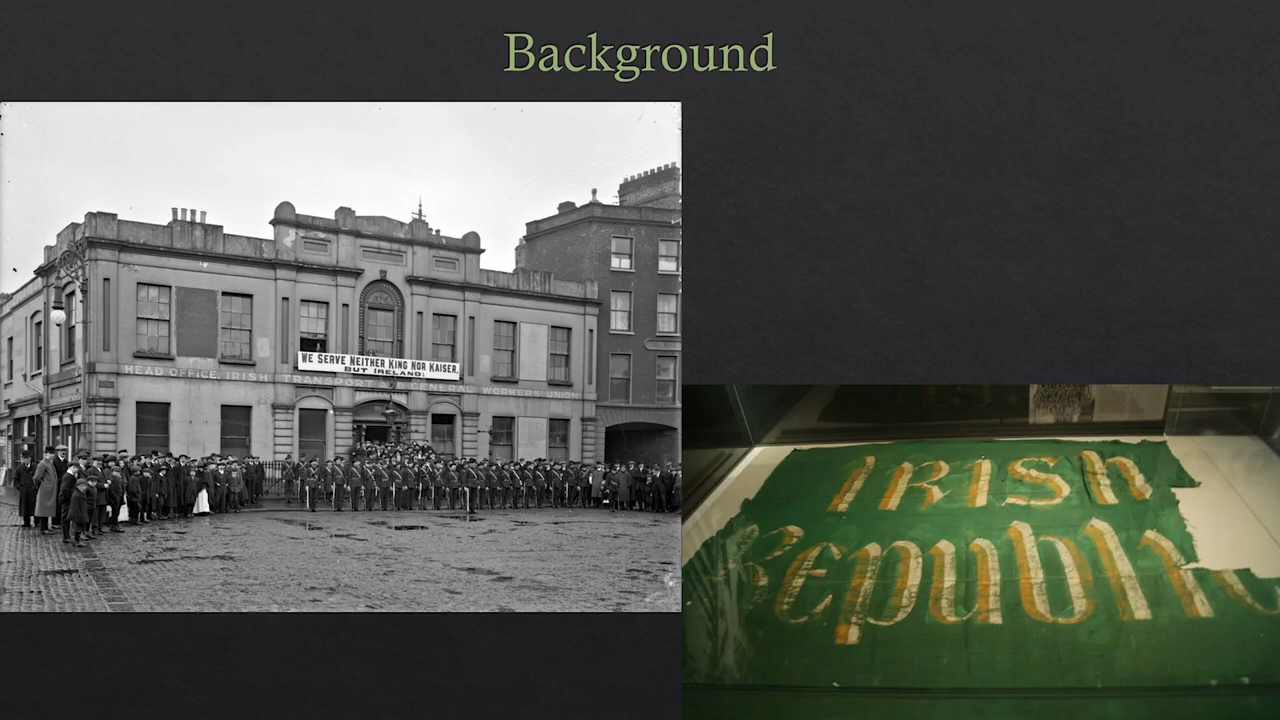 Background
WE SERVE NEITHER KING NOR KAISER,
BUT IRELAND!
HEAD OFFICE, IRISH TRANSPORT GENERAL WORKERS' UNION
IRISH
Republic